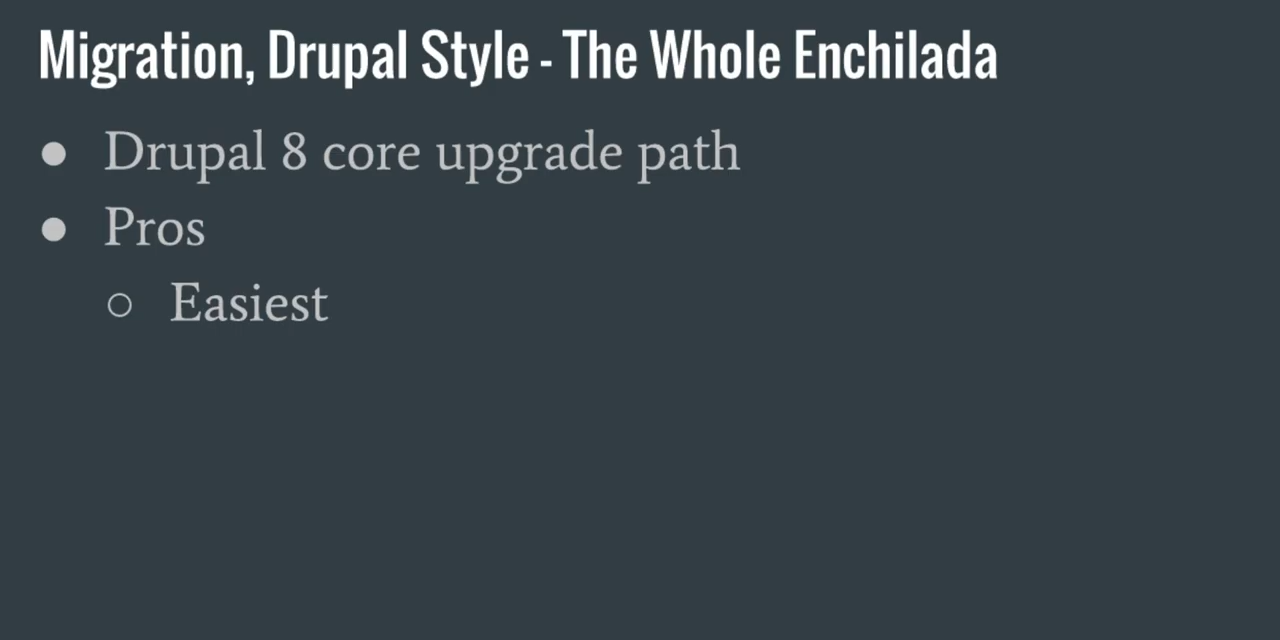 Migration, Drupal Style - The Whole Enchilada
● Drupal 8 core upgrade path
● Pros
○ Easiest